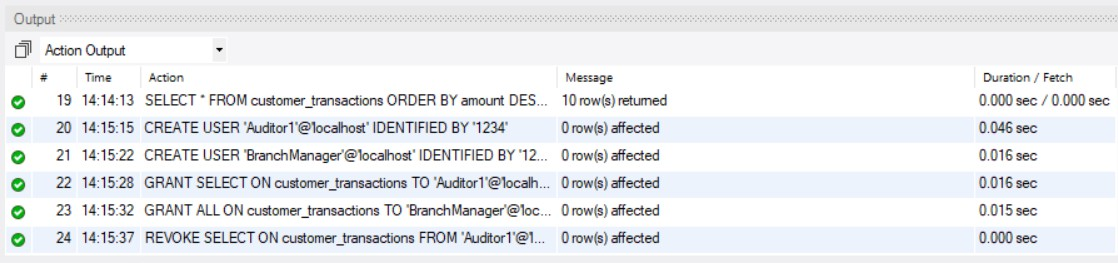 Output
Action Output
# Time Action Message Duration / Fetch
19 14:14:13 SELECT * FROM customer_transactions ORDER BY amount DES... 10 row(s) returned 0.000 sec / 0.000 sec
20 14:15:15 CREATE USER 'Auditor1'@'localhost' IDENTIFIED BY '1234' 0 row(s) affected 0.046 sec
21 14:15:22 CREATE USER 'BranchManager'@'localhost' IDENTIFIED BY '12... 0 row(s) affected 0.016 sec
22 14:15:28 GRANT SELECT ON customer_transactions TO 'Auditor1'@'localh... 0 row(s) affected 0.016 sec
23 14:15:32 GRANT ALL ON customer_transactions TO 'BranchManager'@'loc... 0 row(s) affected 0.015 sec
24 14:15:37 REVOKE SELECT ON customer_transactions FROM 'Auditor1'@'l... 0 row(s) affected 0.000 sec